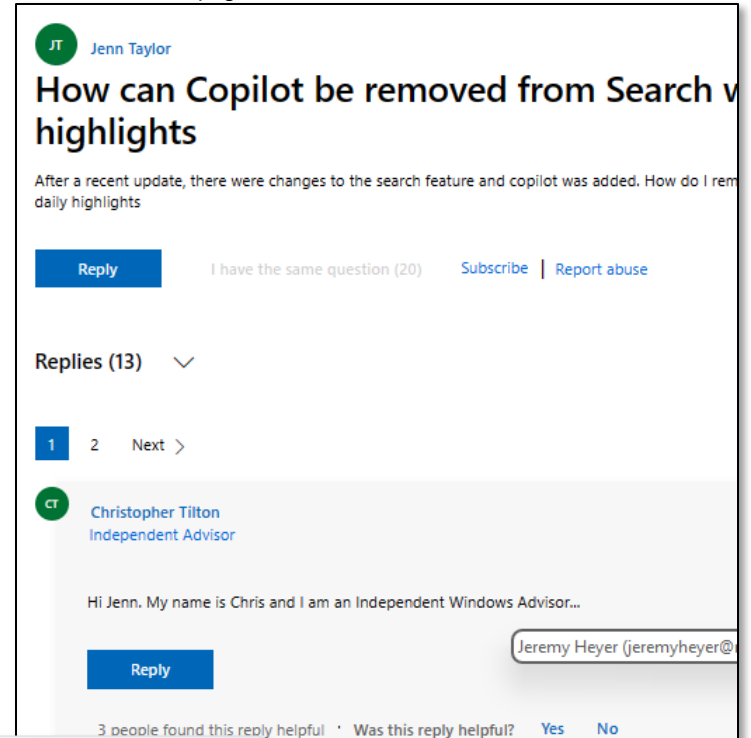 JT
Jenn Taylor
How can Copilot be removed from Search
highlights
After a recent update, there were changes to the search feature and copilot was added. How do I
daily highlights
Reply I have the same question (20) Subscribe | Report abuse
Replies (13)
1 2 Next
CT
Christopher Tilton
Independent Advisor
Hi Jenn. My name is Chris and I am an Independent Windows Advisor...
Jeremy Heyer (jeremyheyer@
Reply
3 people found this reply helpful · Was this reply helpful? Yes No